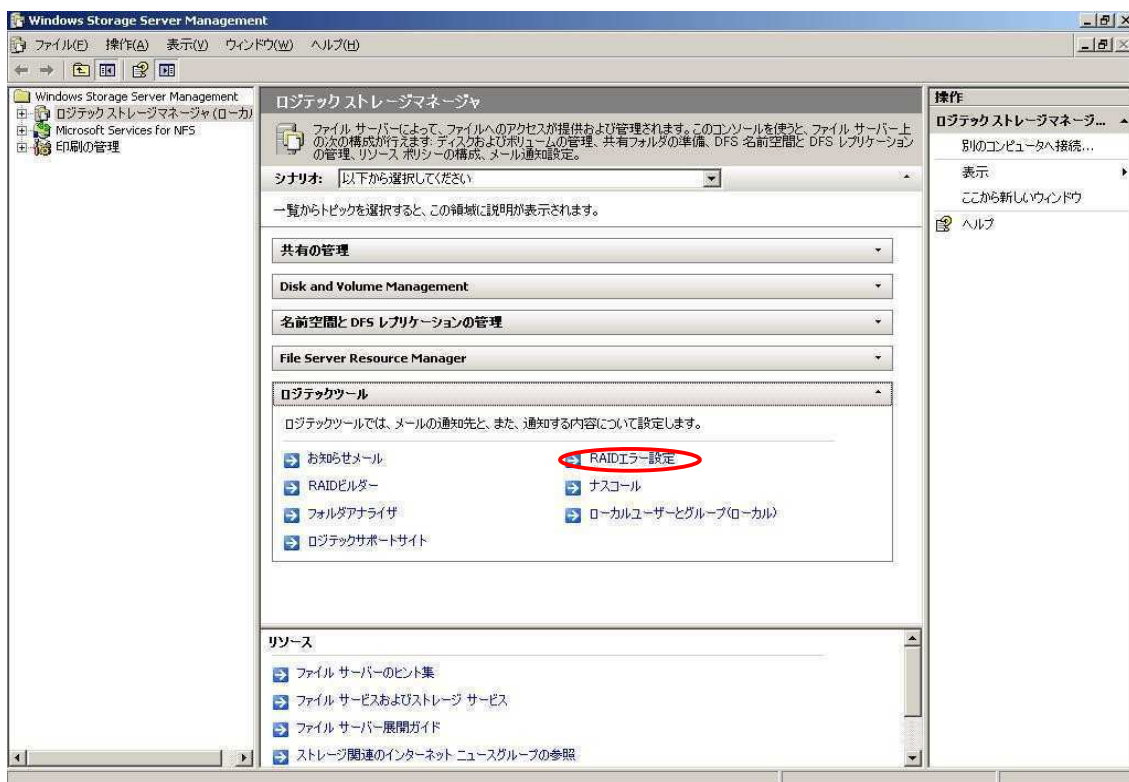 Windows Storage Server Management
ファイル(F) 操作(A) 表示(V) ウィンドウ(W) ヘルプ(H)
Windows Storage Server Management
ロジテック ストレージマネージャ (ローカ
Microsoft Services for NFS
印刷の管理
ロジテック ストレージマネージャ
ファイル サーバーによって、ファイルへのアクセスが提供および管理されます。このコンソールを使うと、ファイル サーバー上
の次の構成が行えます: ディスクおよびボリュームの管理、共有フォルダの準備、DFS 名前空間と DFS レプリケーション
の管理、リソース ポリシーの構成、メール通知設定。
シナリオ: 以下から選択してください
一覧からトピックを選択すると、この領域に説明が表示されます。
共有の管理
Disk and Volume Management
名前空間と DFS レプリケーションの管理
File Server Resource Manager
ロジテックツール
ロジテックツールでは、メールの通知先と、また、通知する内容について設定します。
お知らせメール
RAIDエラー設定
RAIDビルダー
ナスコール
フォルダアナライザ
ローカルユーザーとグループ(ローカル)
ロジテックサポートサイト
リソース
ファイル サーバーのヒント集
ファイル サービスおよびストレージ サービス
ファイル サーバー展開ガイド
ストレージ関連のインターネット ニュースグループの参照
操作
ロジテック ストレージマネージ...
別のコンピュータへ接続...
表示
ここから新しいウィンドウ
ヘルプ